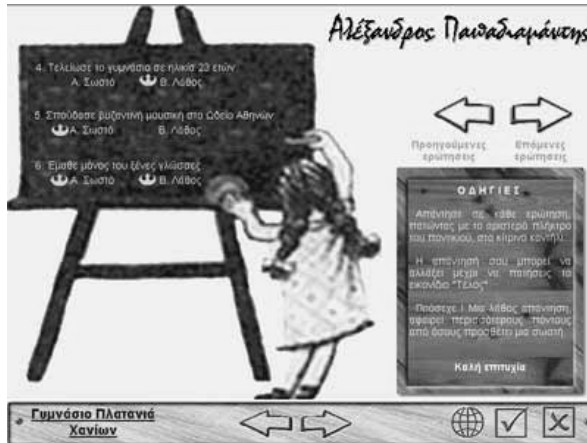 Αλέξανδρος Παπαδιαμάντης
4. Τελείωσε το γυμνάσιο σε ηλικία 23 ετών
Α. Σωστό Β. Λάθος
5. Σπούδασε βυζαντινή μουσική στο Ωδείο Αθηνών
Α. Σωστό Β. Λάθος
6. Έμαθε μόνος του ξένες γλώσσες
Α. Σωστό Β. Λάθος
Προηγούμενες ερωτήσεις
Επόμενες ερωτήσεις
ΟΔΗΓΙΕΣ
Απάντησε σε κάθε ερώτηση,
πατώντας με το αριστερό πλήκτρο
του ποντικιού, στο κίτρινο καντήλι.
Η απάντησή σου μπορεί να
αλλάξει μέχρι να πατήσεις το
εικονίδιο "Τέλος"
Πρόσεχε ! Μια λάθος απάντηση,
αφαιρεί περισσότερους πόντους
από όσους προσθέτει μια σωστή.
Καλή επιτυχία
Γυμνάσιο Πλατανιά
Χανίων